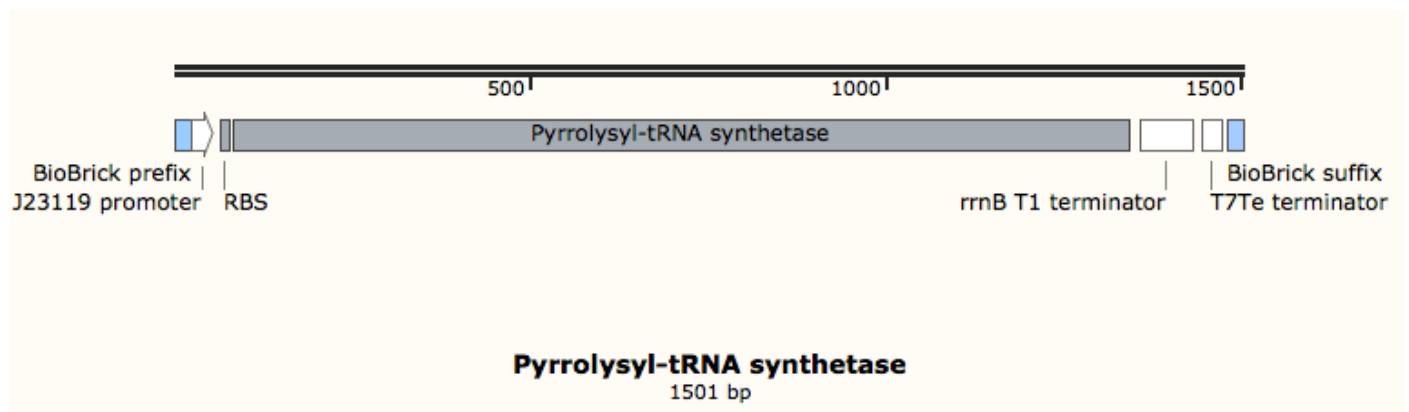 500 1000 1500
Pyrrolysyl-tRNA synthetase
BioBrick prefix BioBrick suffix
J23119 promoter RBS rrnB T1 terminator T7Te terminator
Pyrrolysyl-tRNA synthetase
1501 bp